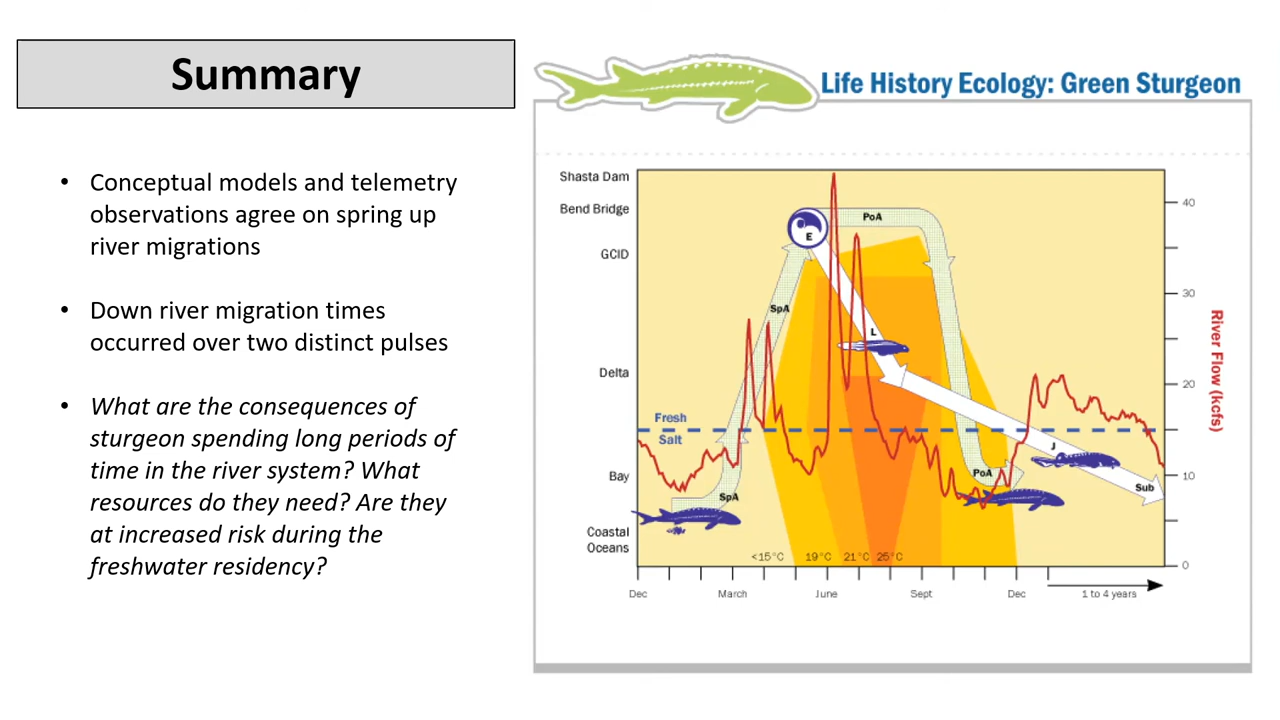 Summary
Life History Ecology: Green Sturgeon
• Conceptual models and telemetry
observations agree on spring up
river migrations
• Down river migration times
occurred over two distinct pulses
• What are the consequences of
sturgeon spending long periods of
time in the river system? What
resources do they need? Are they
at increased risk during the
freshwater residency?
Shasta Dam
Bend Bridge
GCID
Delta
Bay
Coastal
Oceans
Fresh
Salt
E
PoA
SpA
L
SpA
PoA
J
Sub
<15°C 19°C 21°C 25°C
40
30
20
10
0
River Flow (kcfs)
Dec March June Sept Dec 1 to 4 years